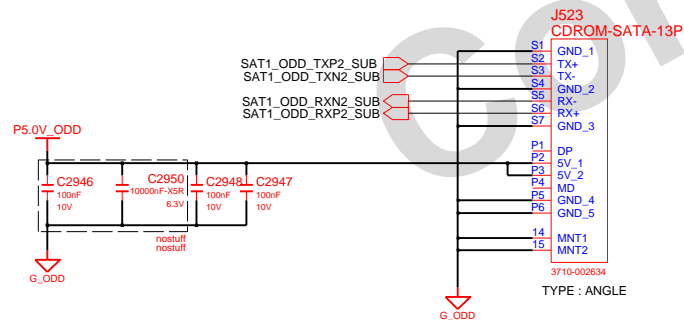 J523
CDROM-SATA-13P
S1 GND_1
SAT1_ODD_TXP2_SUB S2 TX+
SAT1_ODD_TXN2_SUB S3 TX-
S4 GND_2
SAT1_ODD_RXN2_SUB S5 RX-
SAT1_ODD_RXP2_SUB S6 RX+
S7 GND_3
P5.0V_ODD
P1 DP
P2 5V_1
P3 5V_2
P4 MD
P5 GND_4
P6 GND_5
C2946 C2950 C2948 C2947
100nF 10000nF-X5R 100nF 100nF
10V 6.3V 10V 10V
nostuff
nostuff
14 MNT1
15 MNT2
G_ODD
3710-002634
TYPE : ANGLE
G_ODD